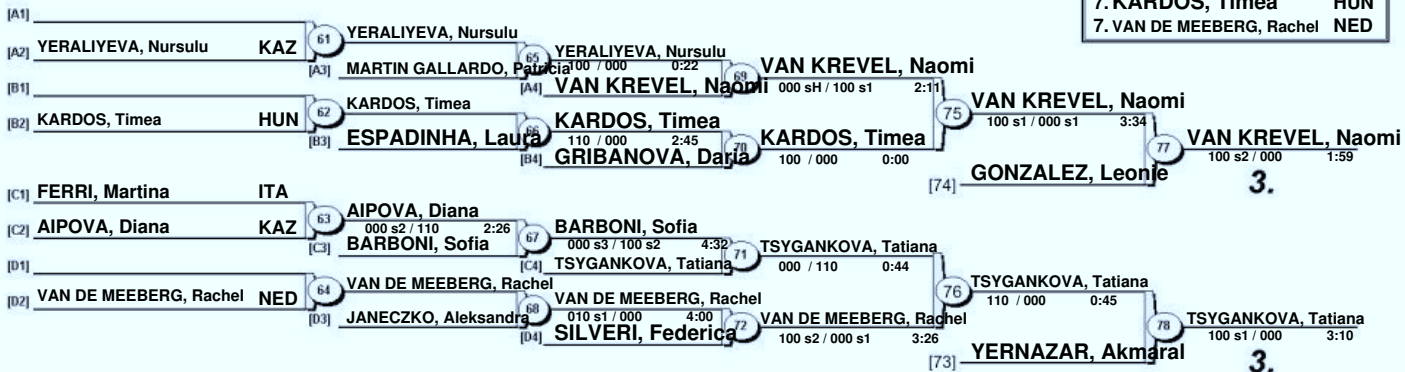 7. KARDOS, Timea HUN
7. VAN DE MEEBERG, Rachel NED
[A1]
[A2] YERALIYEVA, Nursulu KAZ
61
YERALIYEVA, Nursulu
[A3] MARTIN GALLARDO, Patricia
65
YERALIYEVA, Nursulu
100 / 000 0:22
[A4] VAN KREVEL, Naomi
69
VAN KREVEL, Naomi
000 sH / 100 s1 2:11
[B1]
[B2] KARDOS, Timea HUN
62
KARDOS, Timea
[B3] ESPADINHA, Laura
66
KARDOS, Timea
110 / 000 2:45
[B4] GRIBANOVA, Daria
70
KARDOS, Timea
100 / 000 0:00
75
VAN KREVEL, Naomi
100 s1 / 000 s1 3:34
[74] GONZALEZ, Leonie
77
VAN KREVEL, Naomi
100 s2 / 000 1:59
3.
[C1] FERRI, Martina ITA
[C2] AIPOVA, Diana KAZ
63
AIPOVA, Diana
000 s2 / 110 2:26
[C3] BARBONI, Sofia
67
BARBONI, Sofia
000 s3 / 100 s2 4:32
[C4] TSYGANKOVA, Tatiana
71
TSYGANKOVA, Tatiana
000 / 110 0:44
[D1]
[D2] VAN DE MEEBERG, Rachel NED
64
VAN DE MEEBERG, Rachel
[D3] JANECZKO, Aleksandra
68
VAN DE MEEBERG, Rachel
010 s1 / 000 4:00
[D4] SILVERI, Federica
72
VAN DE MEEBERG, Rachel
100 s2 / 000 s1 3:26
76
TSYGANKOVA, Tatiana
110 / 000 0:45
[73] YERNAZAR, Akmaral
78
TSYGANKOVA, Tatiana
100 s1 / 000 3:10
3.